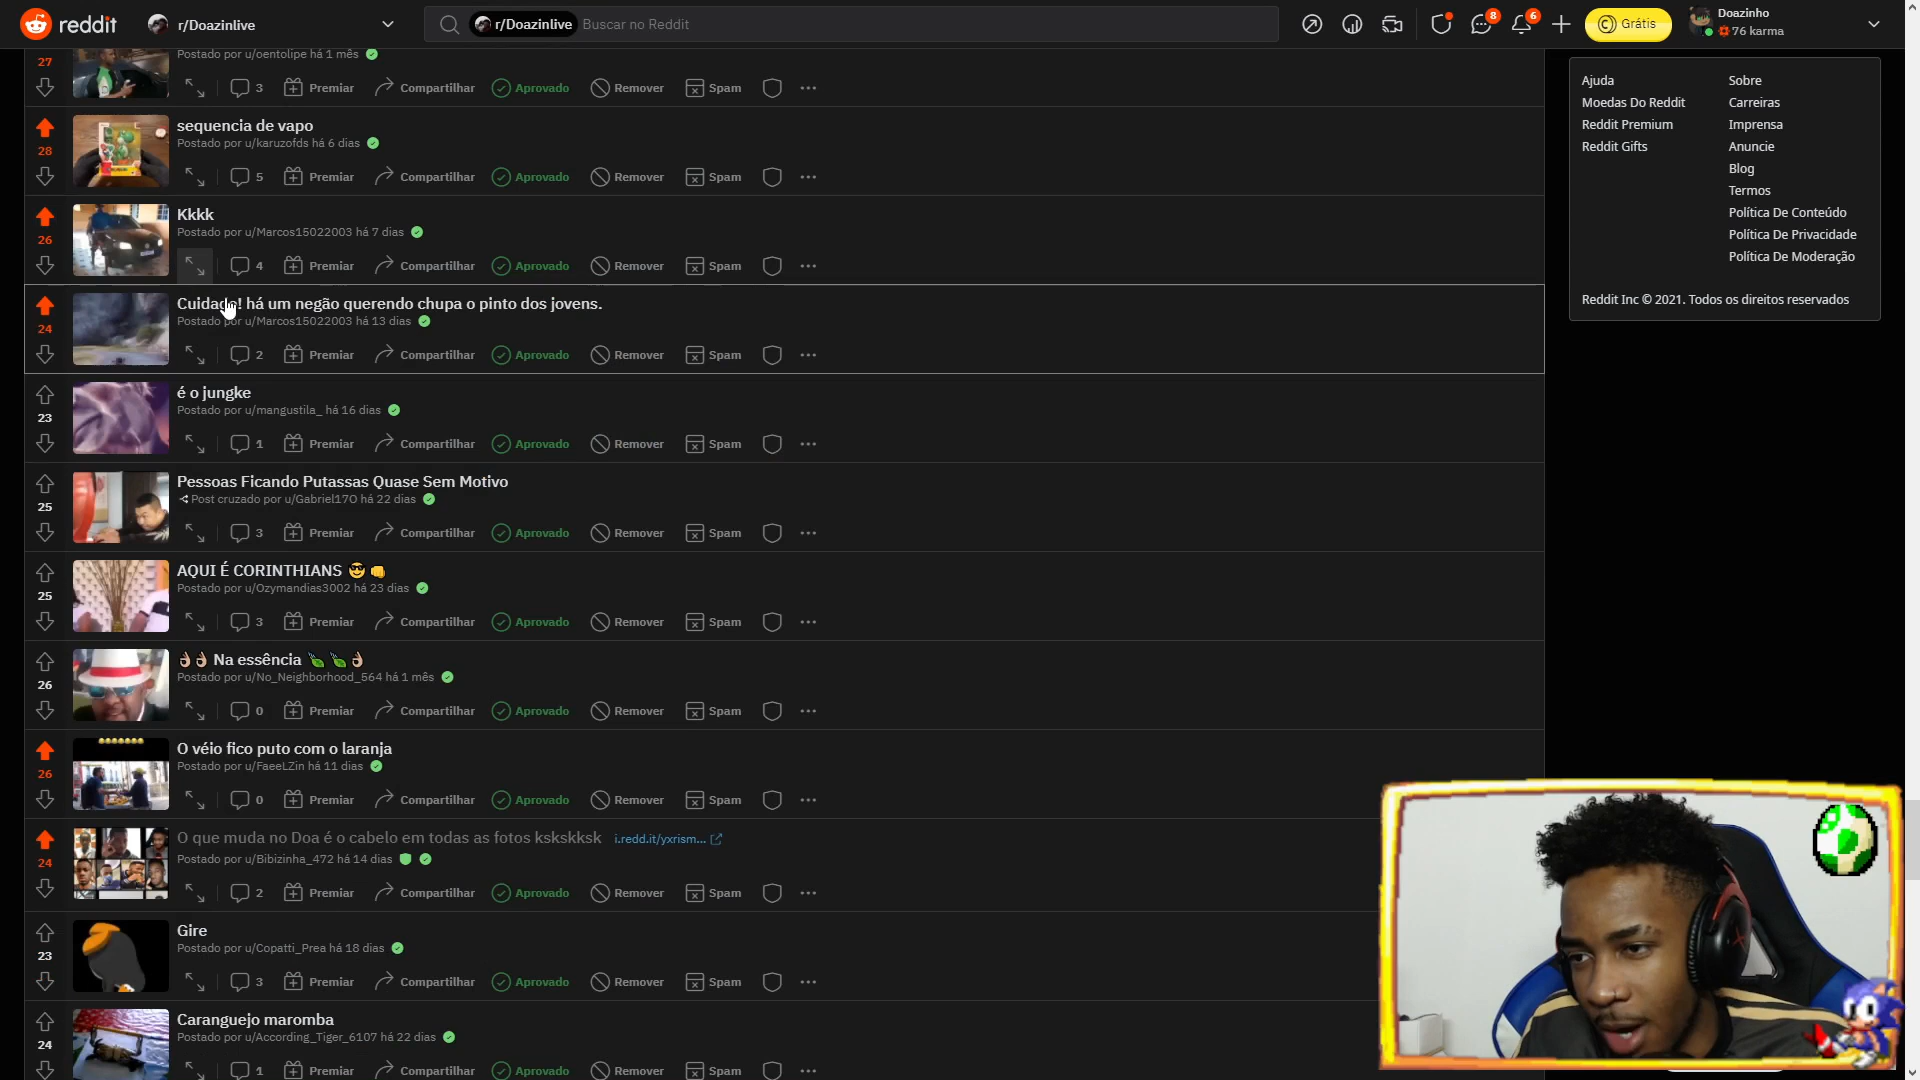 reddit
r/Doazinlive
r/Doazinlive Buscar no Reddit
8
6
Grátis
Doazinho
76 karma
27
Postado por u/oentolipe há 1 mês
3 Premiar Compartilhar Aprovado Remover Spam
sequencia de vapo
28
Postado por u/karuzofds há 6 dias
5 Premiar Compartilhar Aprovado Remover Spam
Kkkk
26
Postado por u/Marcos15022003 há 7 dias
4 Premiar Compartilhar Aprovado Remover Spam
Cuidado! há um negão querendo chupa o pinto dos jovens.
24
Postado por u/Marcos15022003 há 13 dias
2 Premiar Compartilhar Aprovado Remover Spam
é o jungke
23
Postado por u/mangustila_ há 16 dias
1 Premiar Compartilhar Aprovado Remover Spam
Pessoas Ficando Putassas Quase Sem Motivo
25
Post cruzado por u/Gabriel17O há 22 dias
3 Premiar Compartilhar Aprovado Remover Spam
AQUI É CORINTHIANS 😎👊
25
Postado por u/Ozymandias3002 há 23 dias
3 Premiar Compartilhar Aprovado Remover Spam
👌🏼👌🏼 Na essência 🍃🍃👌🏼
26
Postado por u/No_Neighborhood_564 há 1 mês
0 Premiar Compartilhar Aprovado Remover Spam
O véio fico puto com o laranja
26
Postado por u/FaeeLZin há 11 dias
0 Premiar Compartilhar Aprovado Remover Spam
O que muda no Doa é o cabelo em todas as fotos kskskksk i.redd.it/yxrism...
24
Postado por u/Bibizinha_472 há 14 dias
2 Premiar Compartilhar Aprovado Remover Spam
Gire
23
Postado por u/Copatti_Prea há 18 dias
3 Premiar Compartilhar Aprovado Remover Spam
Caranguejo maromba
24
Postado por u/According_Tiger_6107 há 22 dias
1 Premiar Compartilhar Aprovado Remover Spam
Ajuda
Moedas Do Reddit
Reddit Premium
Reddit Gifts
Sobre
Carreiras
Imprensa
Anuncie
Blog
Termos
Política De Conteúdo
Política De Privacidade
Política De Moderação
Reddit Inc © 2021. Todos os direitos reservados